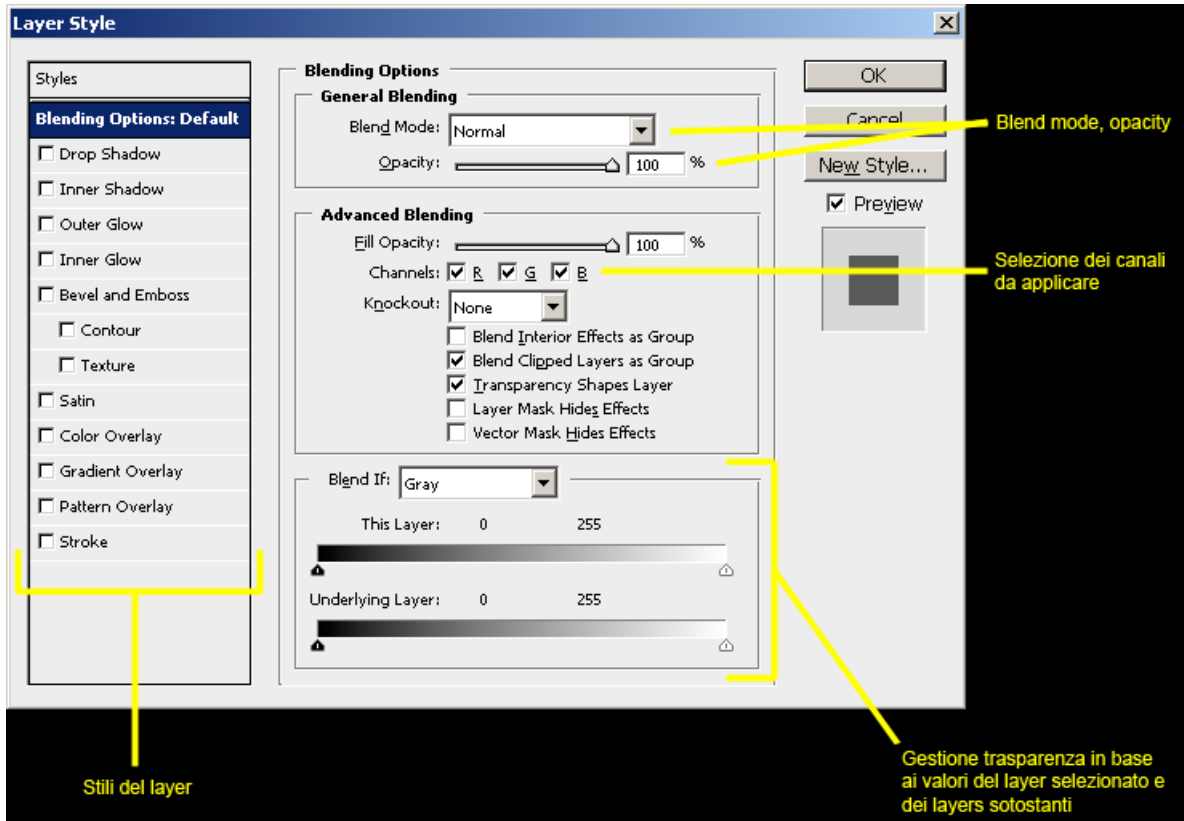 Layer Style
Styles
Blending Options: Default
Drop Shadow
Inner Shadow
Outer Glow
Inner Glow
Bevel and Emboss
Contour
Texture
Satin
Color Overlay
Gradient Overlay
Pattern Overlay
Stroke
Blending Options
General Blending
Blend Mode: Normal
Opacity: 100 %
Advanced Blending
Fill Opacity: 100 %
Channels: R G B
Knockout: None
Blend Interior Effects as Group
Blend Clipped Layers as Group
Transparency Shapes Layer
Layer Mask Hides Effects
Vector Mask Hides Effects
Blend If: Gray
This Layer: 0 255
Underlying Layer: 0 255
OK
Cancel
New Style...
Preview
Blend mode, opacity
Selezione dei canali
da applicare
Stili del layer
Gestione trasparenza in base
ai valori del layer selezionato e
dei layers sotostanti